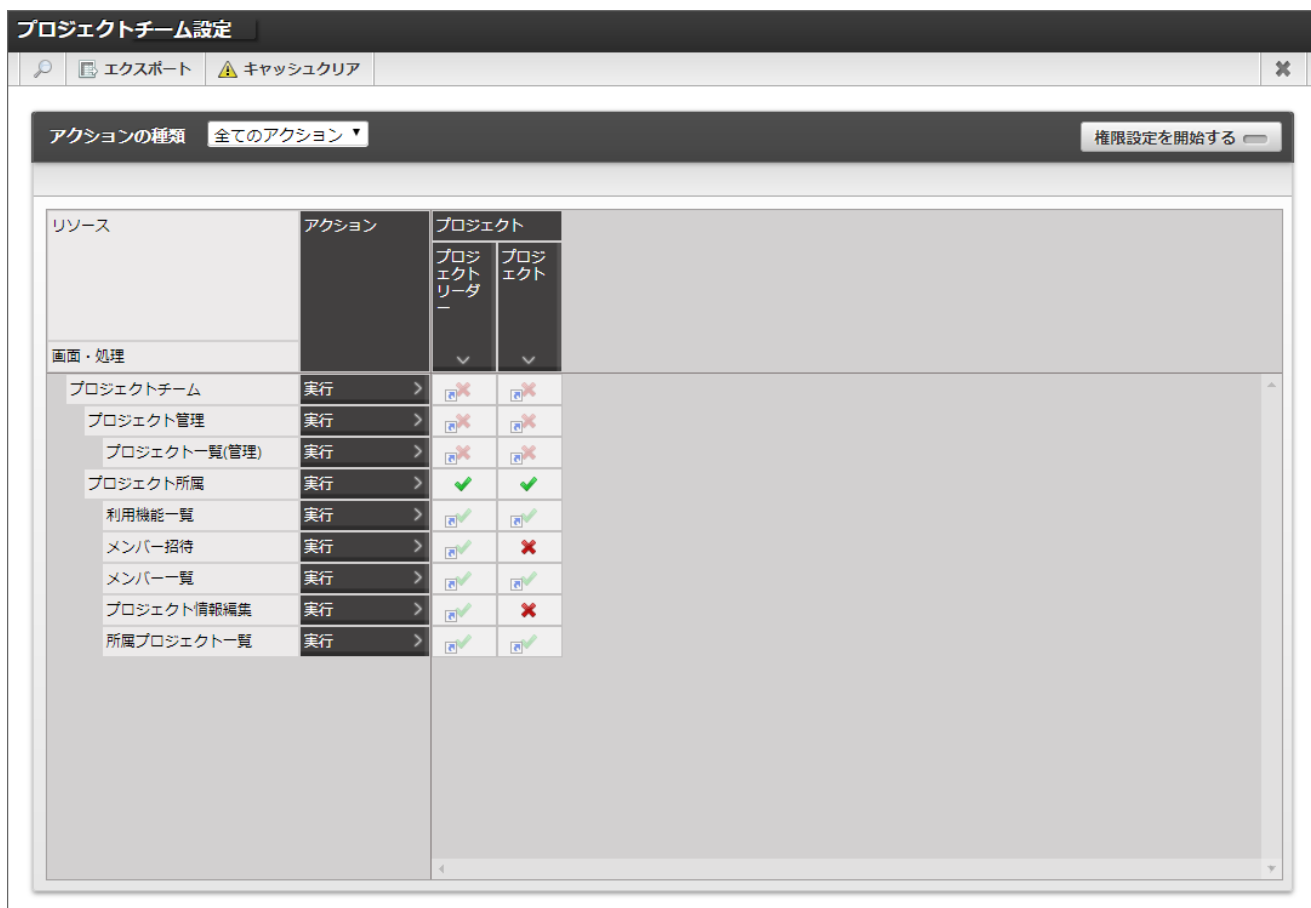 プロジェクトチーム設定
エクスポート キャッシュクリア
アクションの種類 全てのアクション 権限設定を開始する
リソース アクション プロジェクト
プロジ
ェクト
リーダ
ー
プロジ
ェクト
画面・処理
プロジェクトチーム 実行
プロジェクト管理 実行
プロジェクト一覧(管理) 実行
プロジェクト所属 実行
利用機能一覧 実行
メンバー招待 実行
メンバー一覧 実行
プロジェクト情報編集 実行
所属プロジェクト一覧 実行